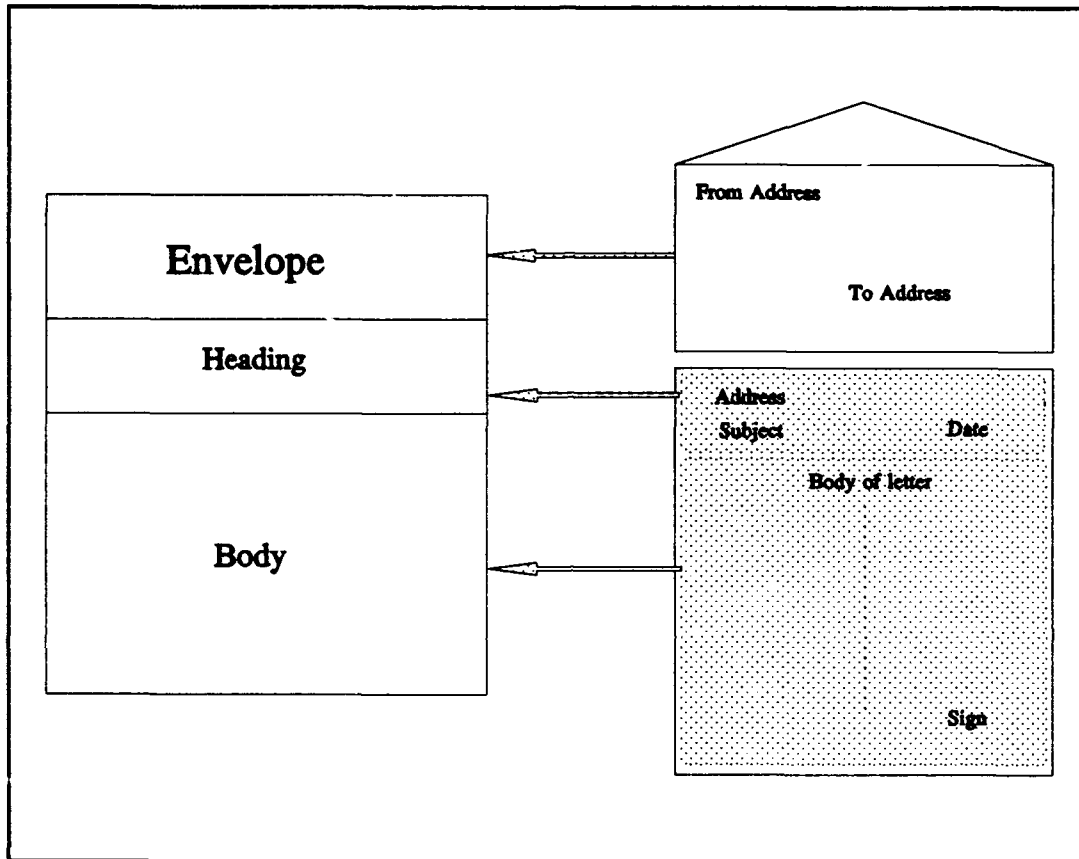 Envelope
Heading
Body
From Address
To Address
Address
Subject Date
Body of letter
Sign